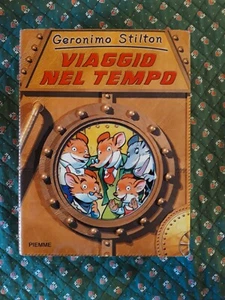 Geronimo Stilton
VIAGGIO
NEL TEMPO
PIEMME